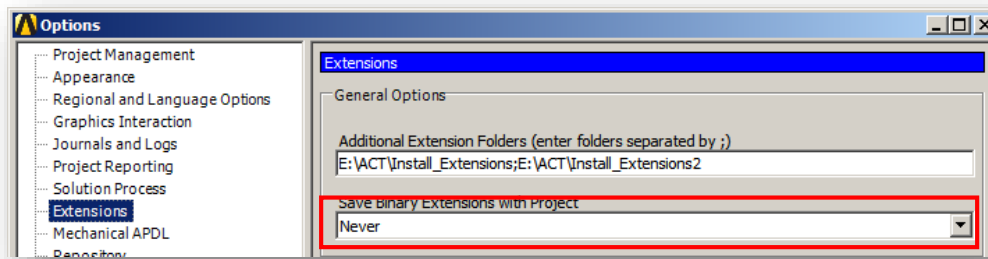 Options
Project Management
Appearance
Regional and Language Options
Graphics Interaction
Journals and Logs
Project Reporting
Solution Process
Extensions
Mechanical APDL
Repository
Extensions
General Options
Additional Extension Folders (enter folders separated by ;)
E:\ACT\Install_Extensions;E:\ACT\Install_Extensions2
Save Binary Extensions with Project
Never